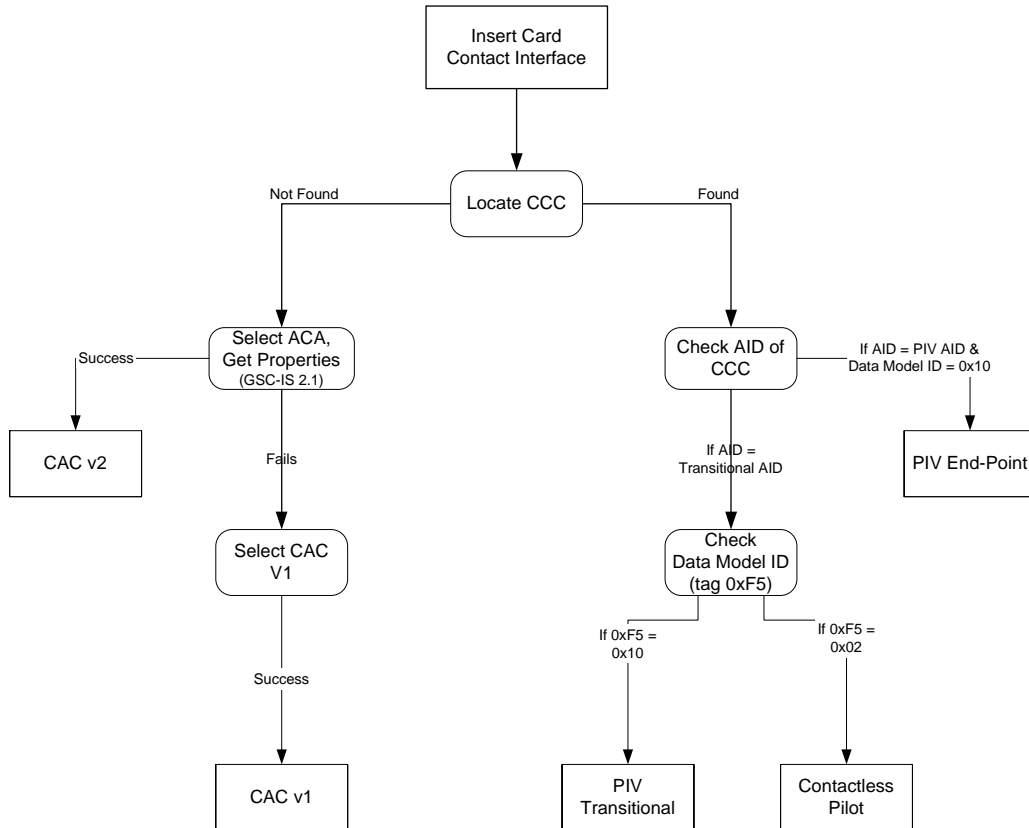 Insert Card
Contact Interface
Not Found
Locate CCC
Found
Select ACA,
Get Properties
(GSC-IS 2.1)
Success
Check AID of
CCC
If AID = PIV AID &
Data Model ID = 0x10
CAC v2
Fails
If AID =
Transitional AID
PIV End-Point
Select CAC
V1
Check
Data Model ID
(tag 0xF5)
If 0xF5 =
0x10
If 0xF5 =
0x02
Success
CAC v1
PIV
Transitional
Contactless
Pilot